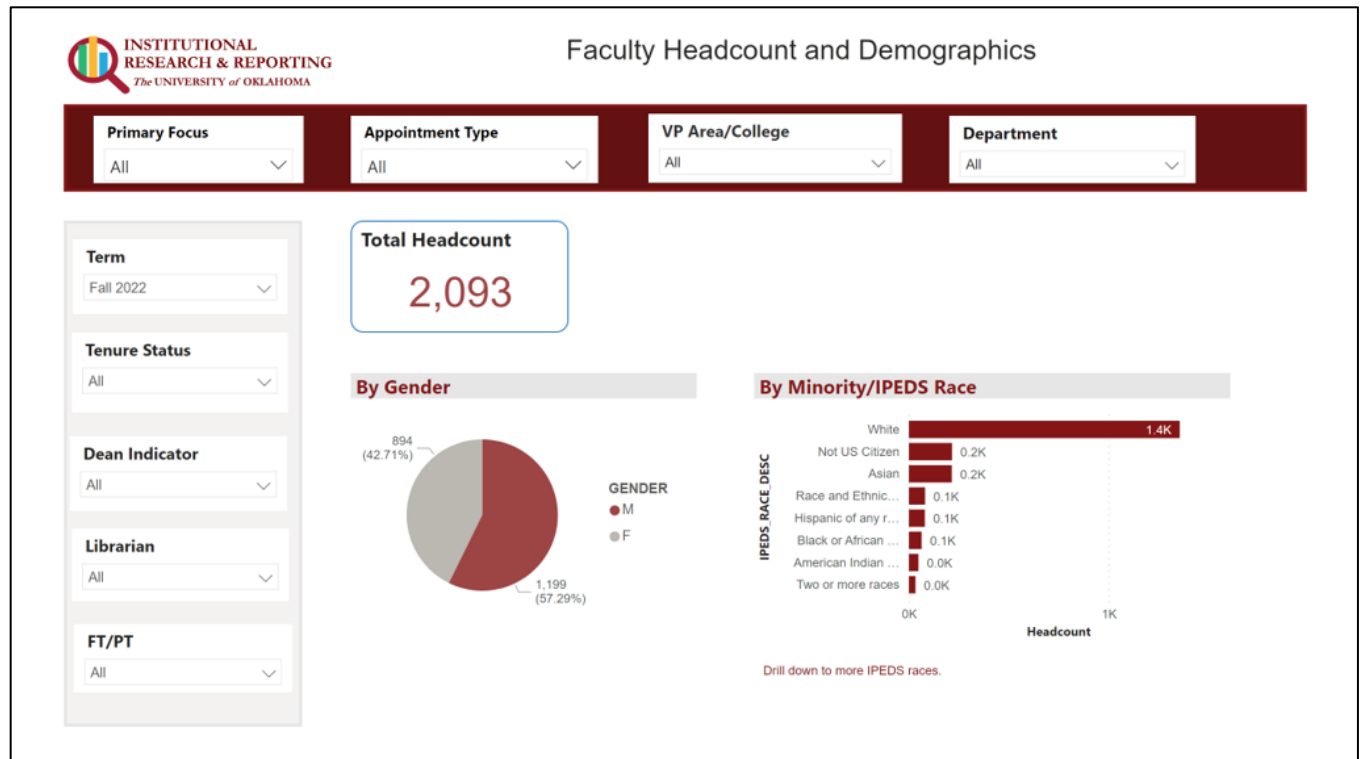 INSTITUTIONAL
RESEARCH & REPORTING
The UNIVERSITY of OKLAHOMA
Faculty Headcount and Demographics
Primary Focus
All
Appointment Type
All
VP Area/College
All
Department
All
Term
Fall 2022
Tenure Status
All
Dean Indicator
All
Librarian
All
FT/PT
All
Total Headcount
2,093
By Gender
894
(42.71%)
1,199
(57.29%)
GENDER
M
F
By Minority/IPEDS Race
IPEDS_RACE_DESC
White 1.4K
Not US Citizen 0.2K
Asian 0.2K
Race and Ethnic... 0.1K
Hispanic of any r... 0.1K
Black or African ... 0.1K
American Indian ... 0.0K
Two or more races 0.0K
0K 1K
Headcount
Drill down to more IPEDS races.